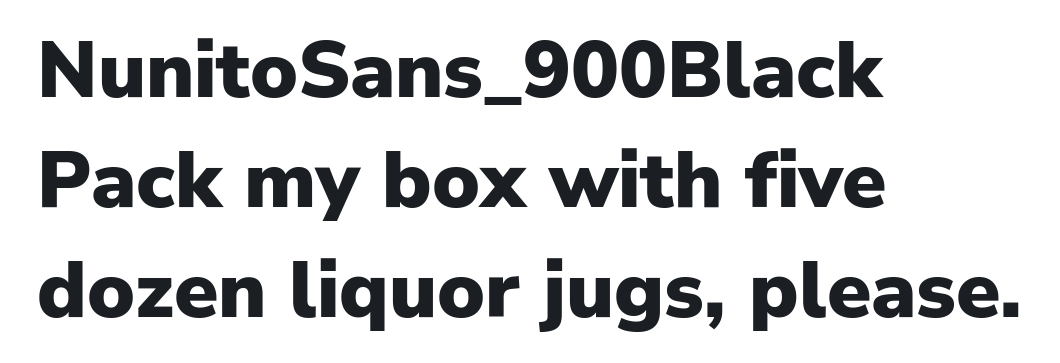 NunitoSans_900Black
Pack my box with five
dozen liquor jugs, please.